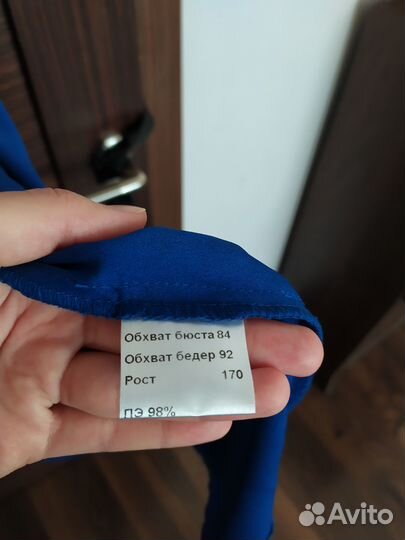 Обхват бюста 84
Обхват бедер 92
Рост 170
ПЭ 98%
Avito